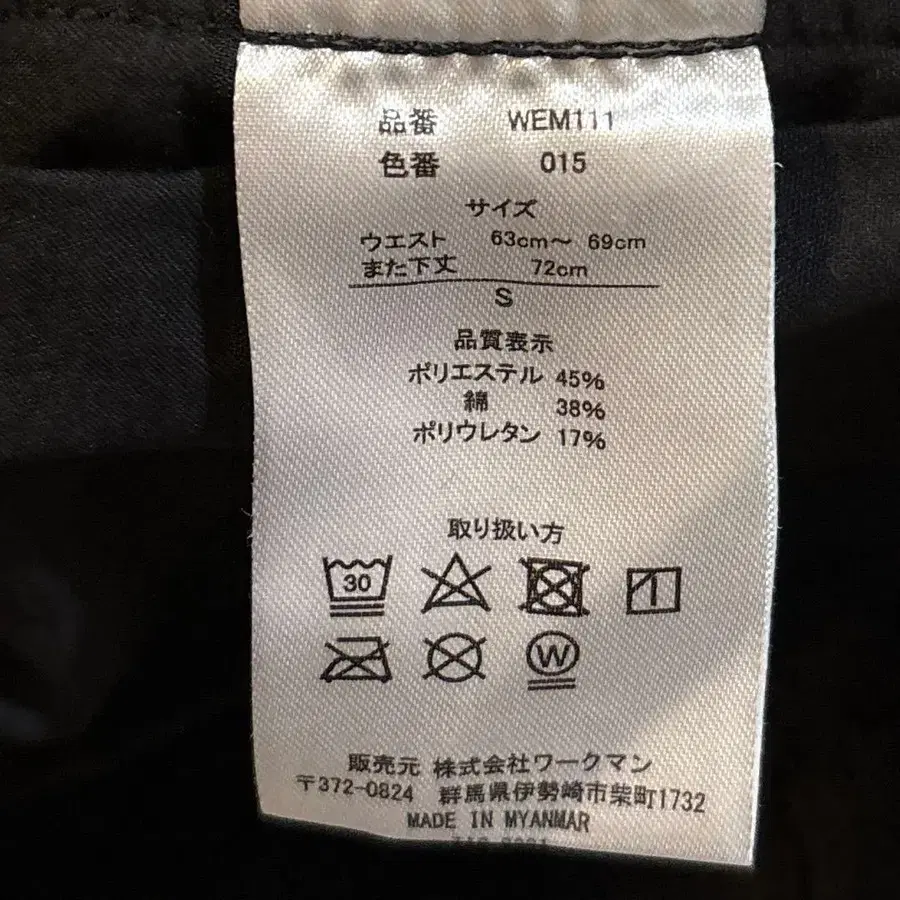 品番 WEM111
色番 015
サイズ
ウエスト 63cm～ 69cm
また下丈 72cm
S
品質表示
ポリエステル 45%
綿 38%
ポリウレタン 17%
取り扱い方
30
W
販売元 株式会社ワークマン
〒372-0824 群馬県伊勢崎市柴町1732
MADE IN MYANMAR